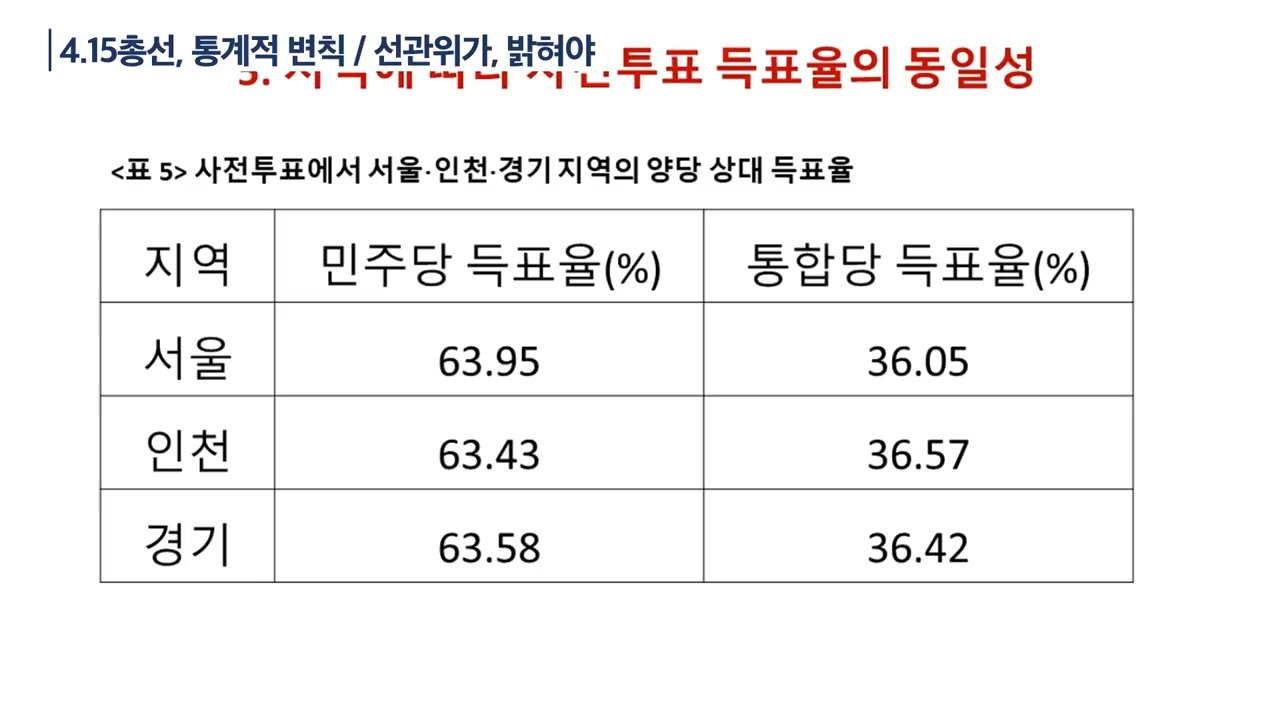 4.15총선, 통계적 변칙 / 선관위가, 밝혀야
투표 득표율의 동일성
<표 5> 사전투표에서 서울·인천·경기 지역의 양당 상대 득표율
지역 민주당 득표율(%) 통합당 득표율(%)
서울 63.95 36.05
인천 63.43 36.57
경기 63.58 36.42